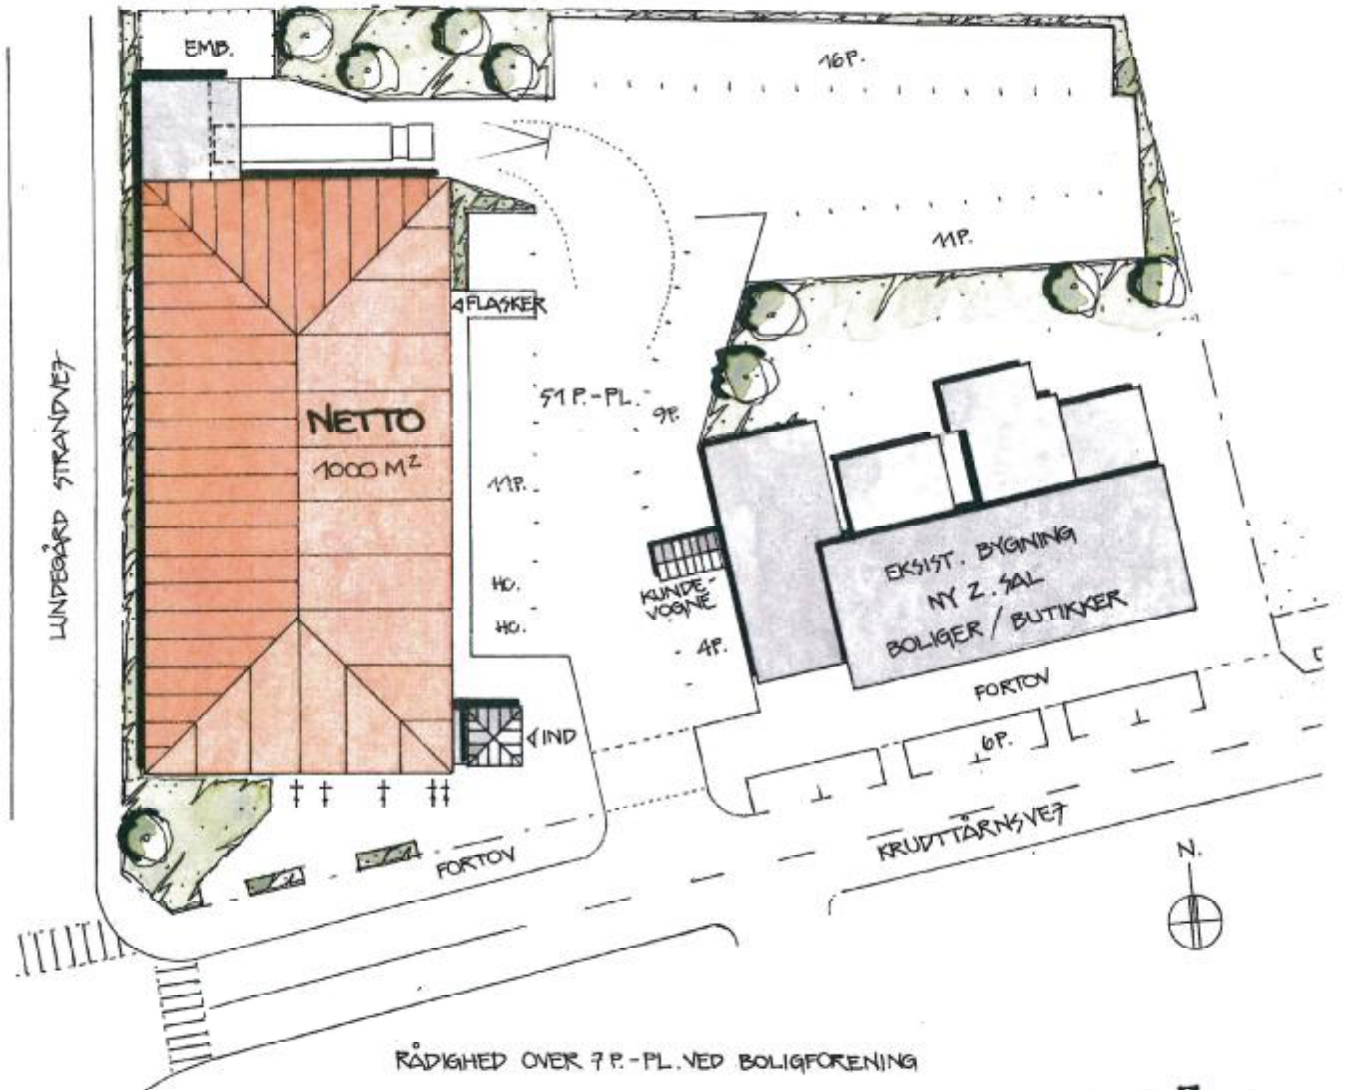 EMB.
16P.
11P.
◁FLASKER
LUNDEGÅRD STRANDVEJ
51 P.-PL.
9P.
NETTO
1000 M²
11P.
HC.
HC.
KUNDE-
VOGNE
4P.
EKSIST. BYGNING
NY 2. SAL
BOLIGER / BUTIKKER
FORTOV
◁IND
6P.
KRUDTTÅRNSVEJ
FORTOV
N.
RÅDIGHED OVER 7 P.-PL. VED BOLIGFORENING